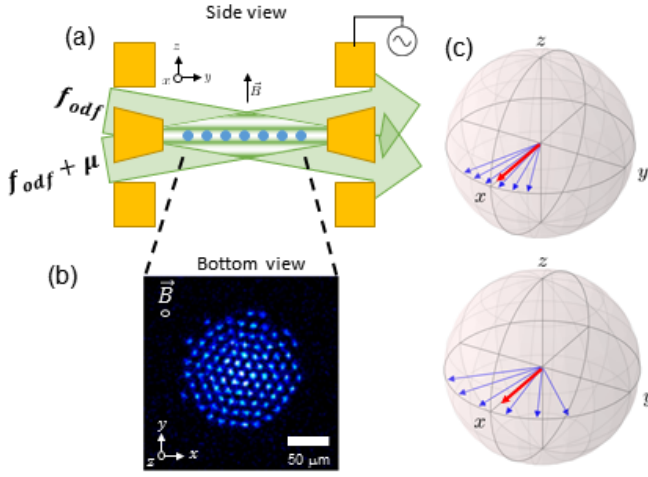 Side view
(a)
z
x
y
B⃗
f_odf
f_odf + μ
(b)
Bottom view
B⃗
y
z
x
50 μm
(c)
z
y
x
z
y
x